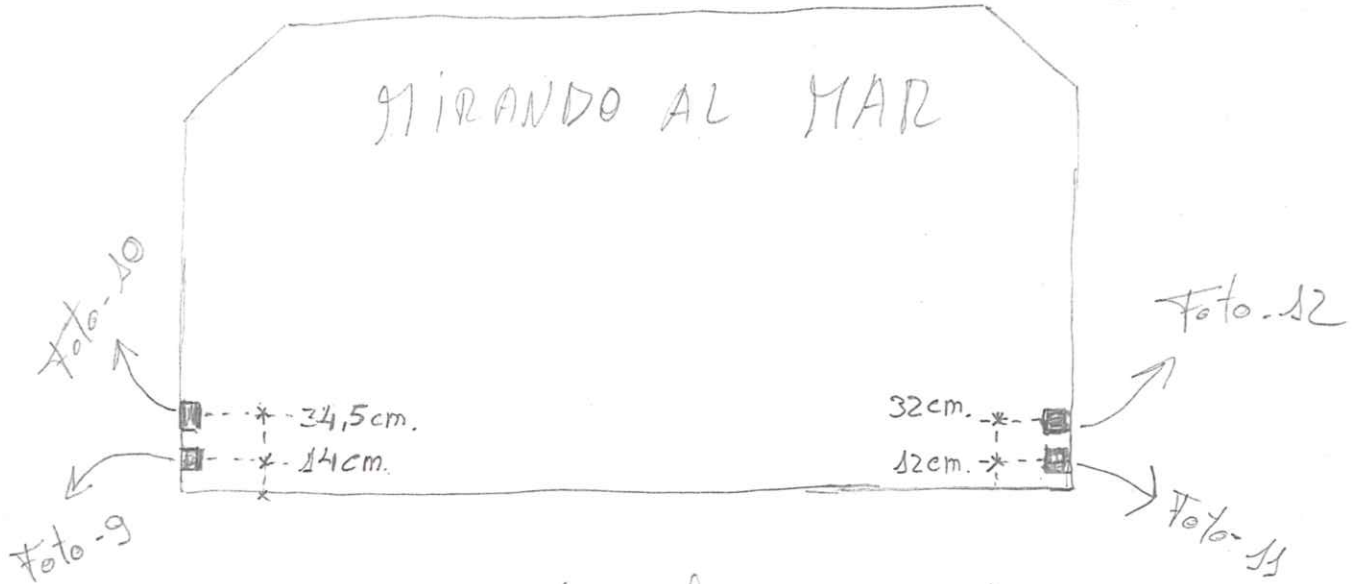 MIRANDO AL MAR
Foto-10
Foto-12
34,5cm.
32cm.
14cm.
12cm.
Foto-9
Foto-11